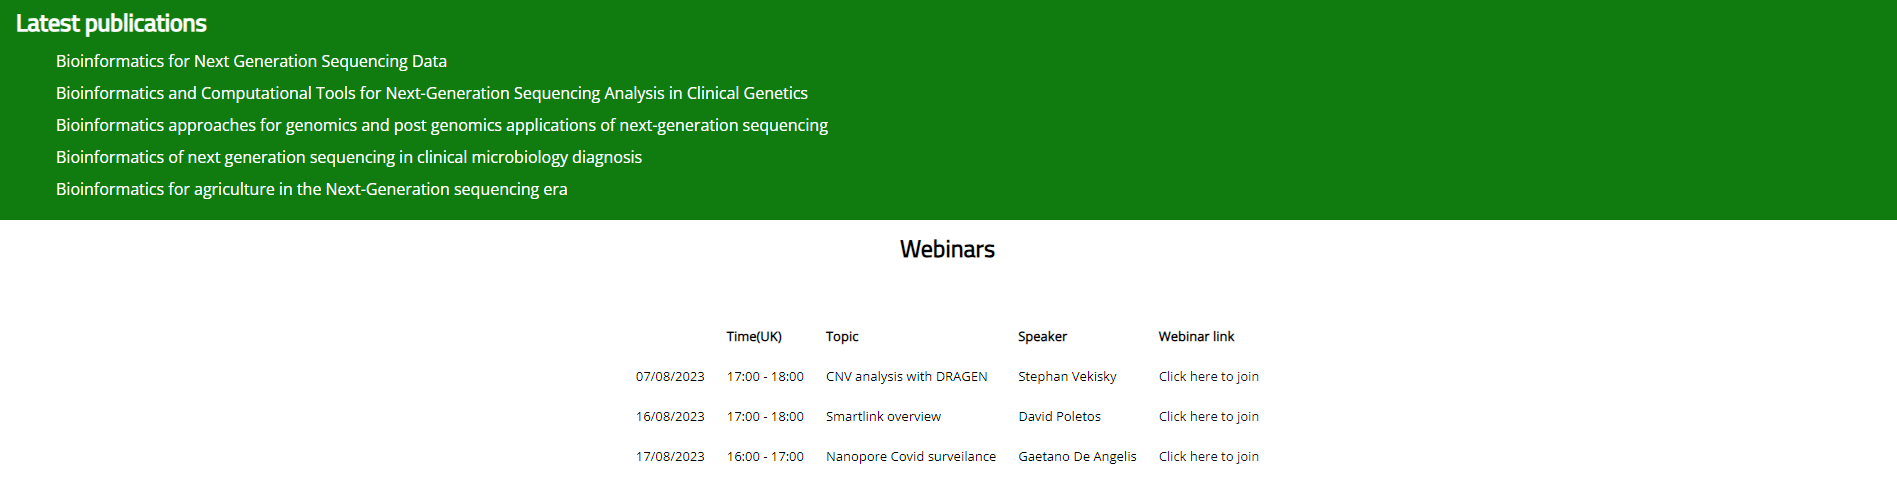 Latest publications
Bioinformatics for Next Generation Sequencing Data
Bioinformatics and Computational Tools for Next-Generation Sequencing Analysis in Clinical Genetics
Bioinformatics approaches for genomics and post genomics applications of next-generation sequencing
Bioinformatics of next generation sequencing in clinical microbiology diagnosis
Bioinformatics for agriculture in the Next-Generation sequencing era
Webinars
Time(UK) Topic Speaker Webinar link
07/08/2023 17:00 - 18:00 CNV analysis with DRAGEN Stephan Vekisky Click here to join
16/08/2023 17:00 - 18:00 Smartlink overview David Poletos Click here to join
17/08/2023 16:00 - 17:00 Nanopore Covid surveilance Gaetano De Angelis Click here to join